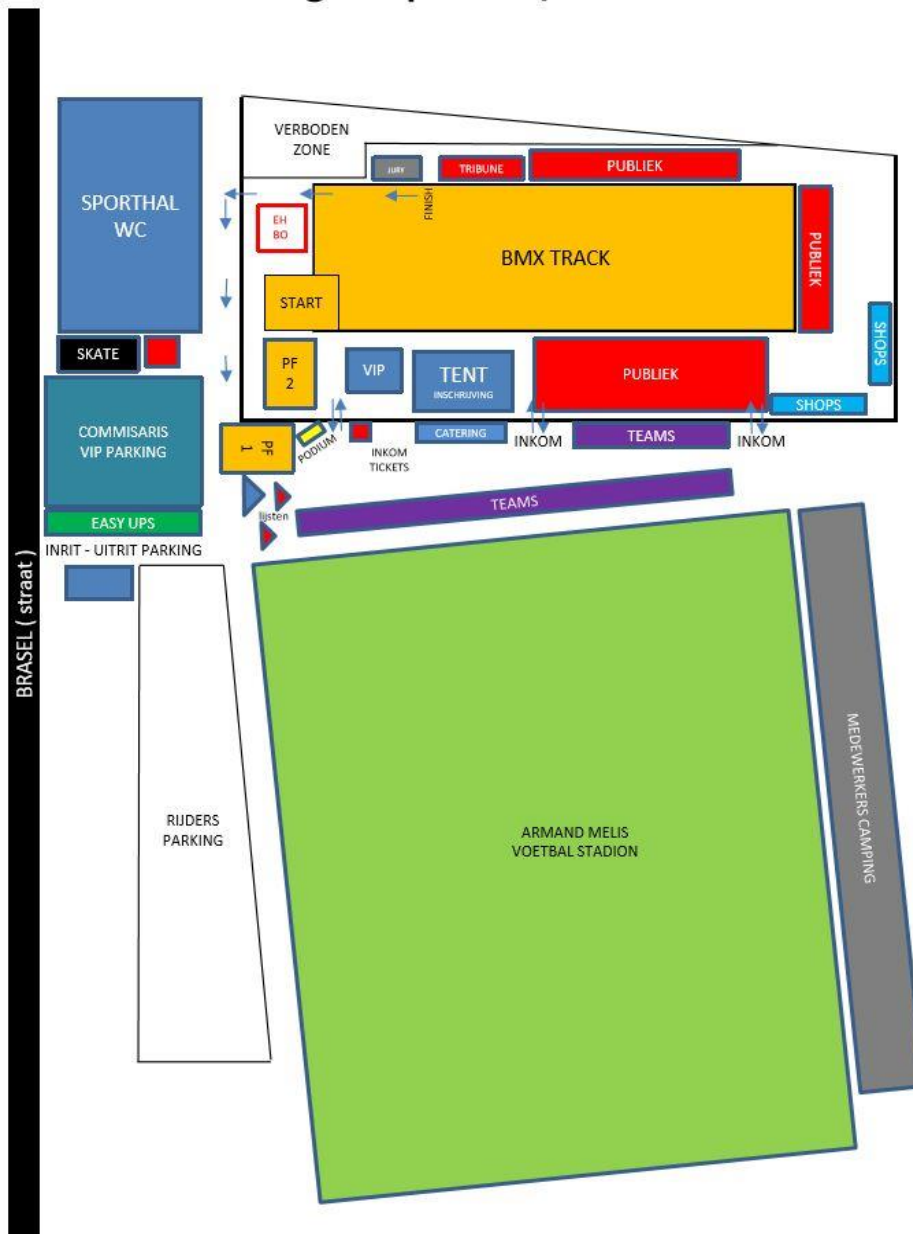 VERBODEN
ZONE
JURY
TRIBUNE
PUBLIEK
SPORTHAL
WC
FINISH
EH
BO
BMX TRACK
PUBLIEK
START
SHOPS
SKATE
PF
2
VIP
TENT
INSCHRIJVING
PUBLIEK
SHOPS
COMMISARIS
VIP PARKING
PF
1
PODIUM
INKOM
TICKETS
CATERING
INKOM
TEAMS
INKOM
EASY UPS
lijsten
TEAMS
INRIT - UITRIT PARKING
BRASEL ( straat )
RIJDERS
PARKING
ARMAND MELIS
VOETBAL STADION
MEDEWERKERS CAMPING